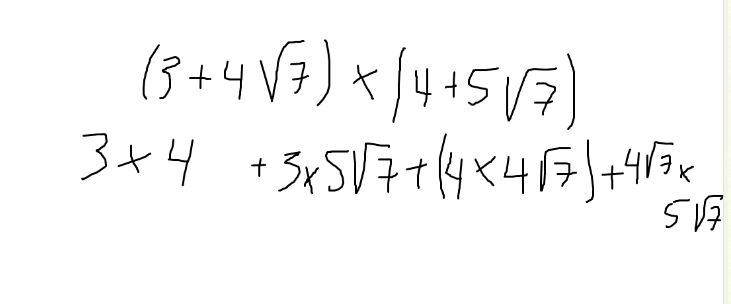 (3+4√7) × (4+5√7)
3×4 + 3×5√7 + (4×4√7) + 4√7 ×
5√7